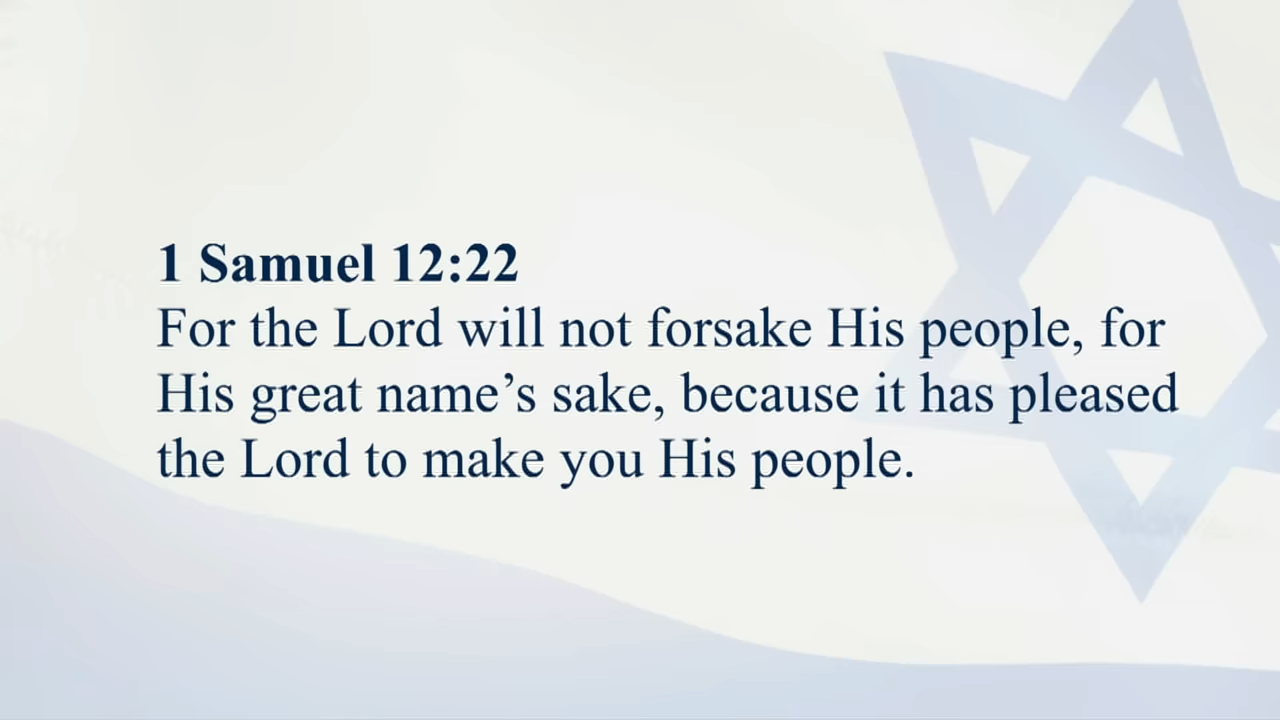 1 Samuel 12:22
For the Lord will not forsake His people, for
His great name’s sake, because it has pleased
the Lord to make you His people.